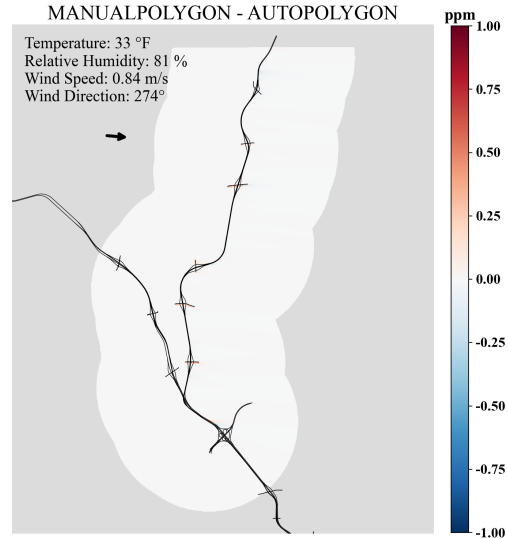 MANUALPOLYGON - AUTOPOLYGON
ppm
Temperature: 33 °F
Relative Humidity: 81 %
Wind Speed: 0.84 m/s
Wind Direction: 274°
1.00
0.75
0.50
0.25
0.00
-0.25
-0.50
-0.75
-1.00